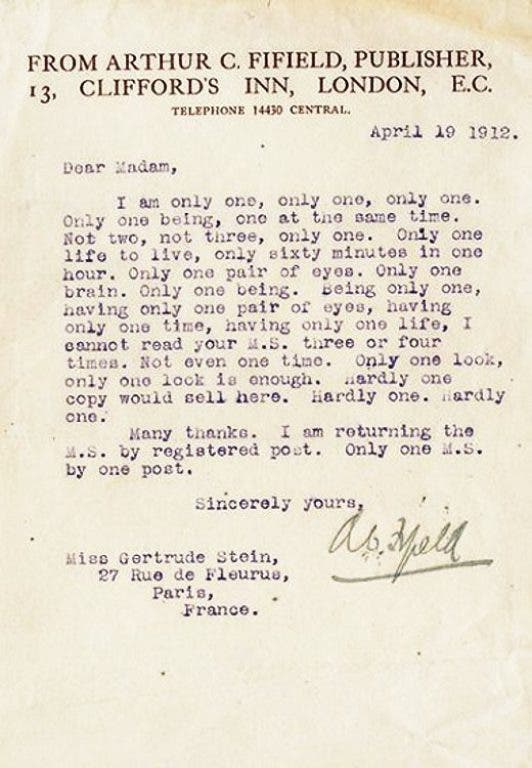 FROM ARTHUR C. FIFIELD, PUBLISHER,
13, CLIFFORD'S INN, LONDON, E.C.
TELEPHONE 14430 CENTRAL.
April 19 1912.
Dear Madam,
I am only one, only one, only one.
Only one being, one at the same time.
Not two, not three, only one. Only one
life to live, only sixty minutes in one
hour. Only one pair of eyes. Only one
brain. Only one being. Being only one,
having only one pair of eyes, having
only one time, having only one life, I
cannot read your M.S. three or four
times. Not even one time. Only one look,
only one look is enough. Hardly one
copy would sell here. Hardly one. Hardly
one.
Many thanks. I am returning the
M.S. by registered post. Only one M.S.
by one post.
Sincerely yours,
A.C. Fifield
Miss Gertrude Stein,
27 Rue de Fleurus,
Paris,
France.